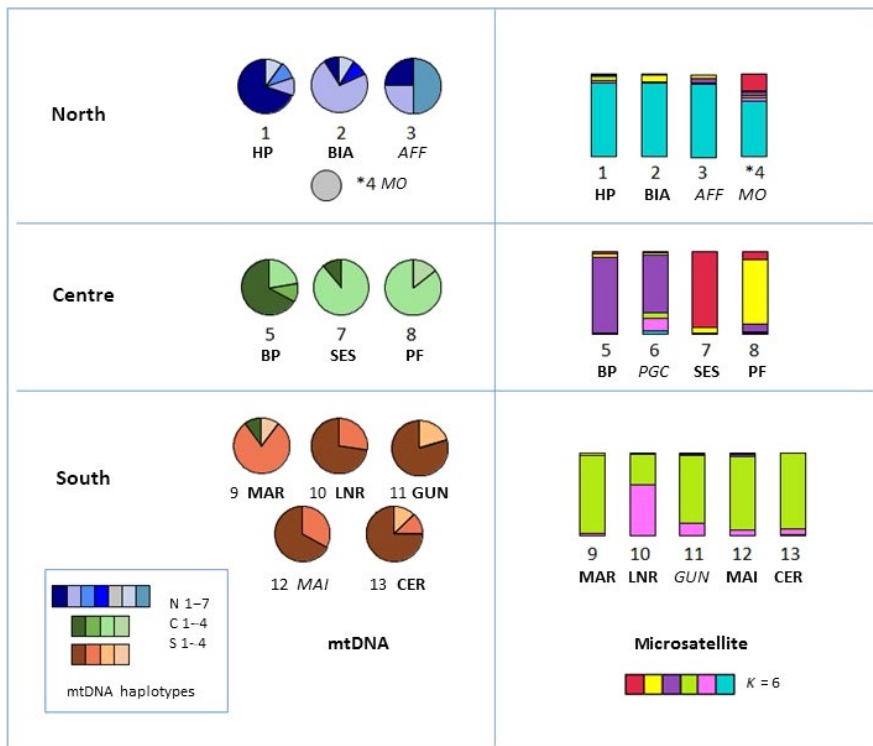 North
1 2 3
HP BIA AFF
*4 MO
1 2 3 *4
HP BIA AFF MO
Centre
5 7 8
BP SES PF
5 6 7 8
BP PGC SES PF
South
9 MAR 10 LNR 11 GUN
12 MAI 13 CER
9 10 11 12 13
MAR LNR GUN MAI CER
N 1–7
C 1-–4
S 1-–4
mtDNA haplotypes
mtDNA
Microsatellite
K = 6